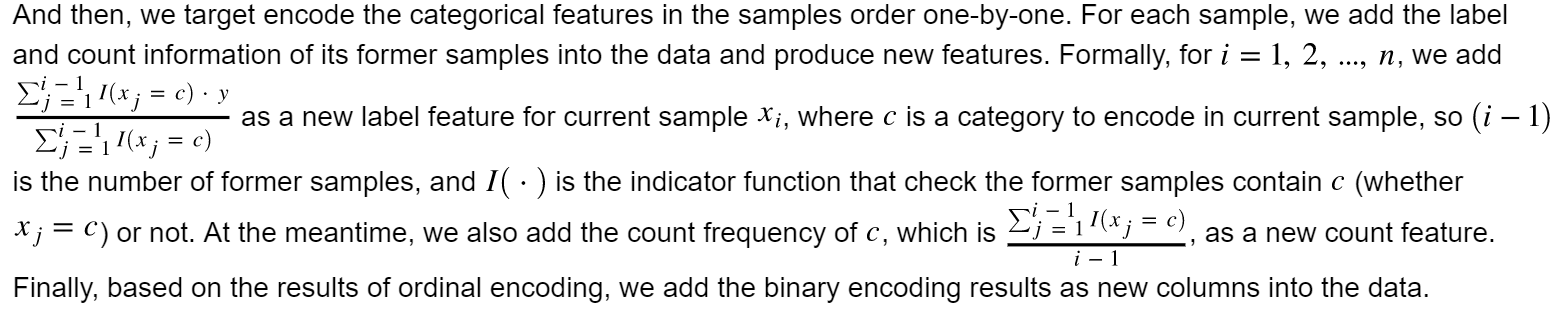 And then, we target encode the categorical features in the samples order one-by-one. For each sample, we add the label
and count information of its former samples into the data and produce new features. Formally, for i = 1, 2, ..., n, we add
\frac{\sum_{j=1}^{i-1} I(x_j = c) \cdot y}{\sum_{j=1}^{i-1} I(x_j = c)} as a new label feature for current sample x_i, where c is a category to encode in current sample, so (i − 1)
is the number of former samples, and I( · ) is the indicator function that check the former samples contain c (whether
x_j = c) or not. At the meantime, we also add the count frequency of c, which is \frac{\sum_{j=1}^{i-1} I(x_j = c)}{i-1}, as a new count feature.
Finally, based on the results of ordinal encoding, we add the binary encoding results as new columns into the data.